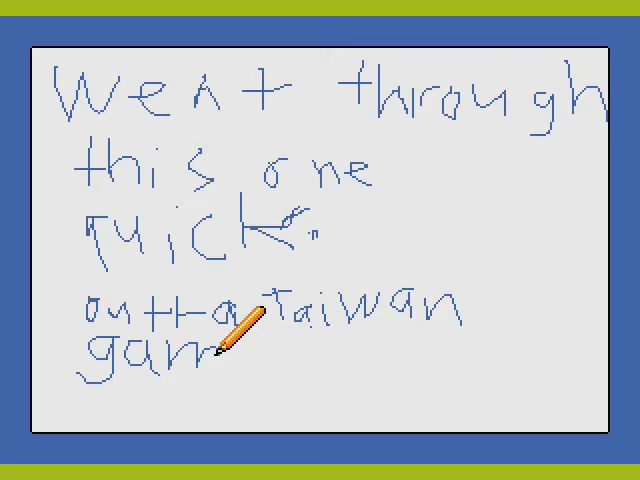 Went through
this one
quick.
outta Taiwan
gam